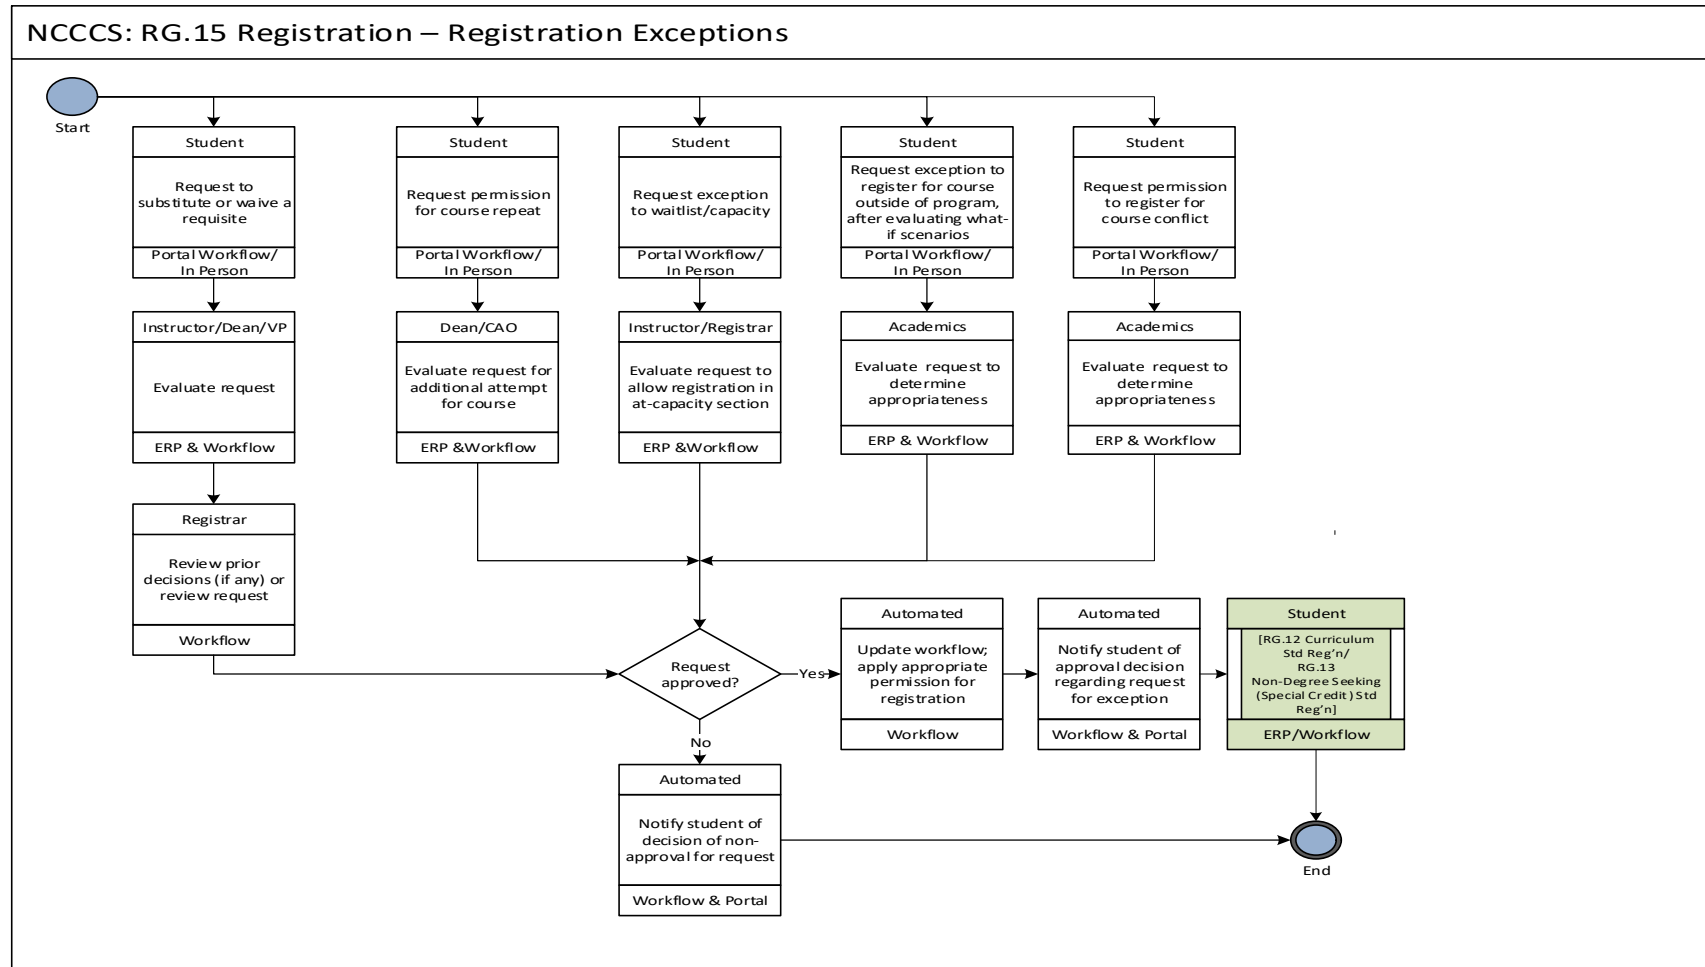 NCCCS: RG.15 Registration – Registration Exceptions
Start
Student
Request to
substitute or waive a
requisite
Portal Workflow/
In Person
Student
Request permission
for course repeat
Portal Workflow/
In Person
Student
Request exception
to waitlist/capacity
Portal Workflow/
In Person
Student
Request exception to
register for course
outside of program,
after evaluating what-
if scenarios
Portal Workflow/
In Person
Student
Request permission
to register for
course conflict
Portal Workflow/
In Person
Instructor/Dean/VP
Evaluate request
ERP & Workflow
Dean/CAO
Evaluate request for
additional attempt
for course
ERP &Workflow
Instructor/Registrar
Evaluate request to
allow registration in
at-capacity section
ERP &Workflow
Academics
Evaluate request to
determine
appropriateness
ERP & Workflow
Academics
Evaluate request to
determine
appropriateness
ERP & Workflow
Registrar
Review prior
decisions (if any) or
review request
Workflow
Request
approved?
Yes
Automated
Update workflow;
apply appropriate
permission for
registration
Workflow
Automated
Notify student of
approval decision
regarding request
for exception
Workflow & Portal
Student
[RG.12 Curriculum
Std Reg’n/
RG.13
Non-Degree Seeking
(Special Credit) Std
Reg’n]
ERP/Workflow
No
Automated
Notify student of
decision of non-
approval for request
Workflow & Portal
End